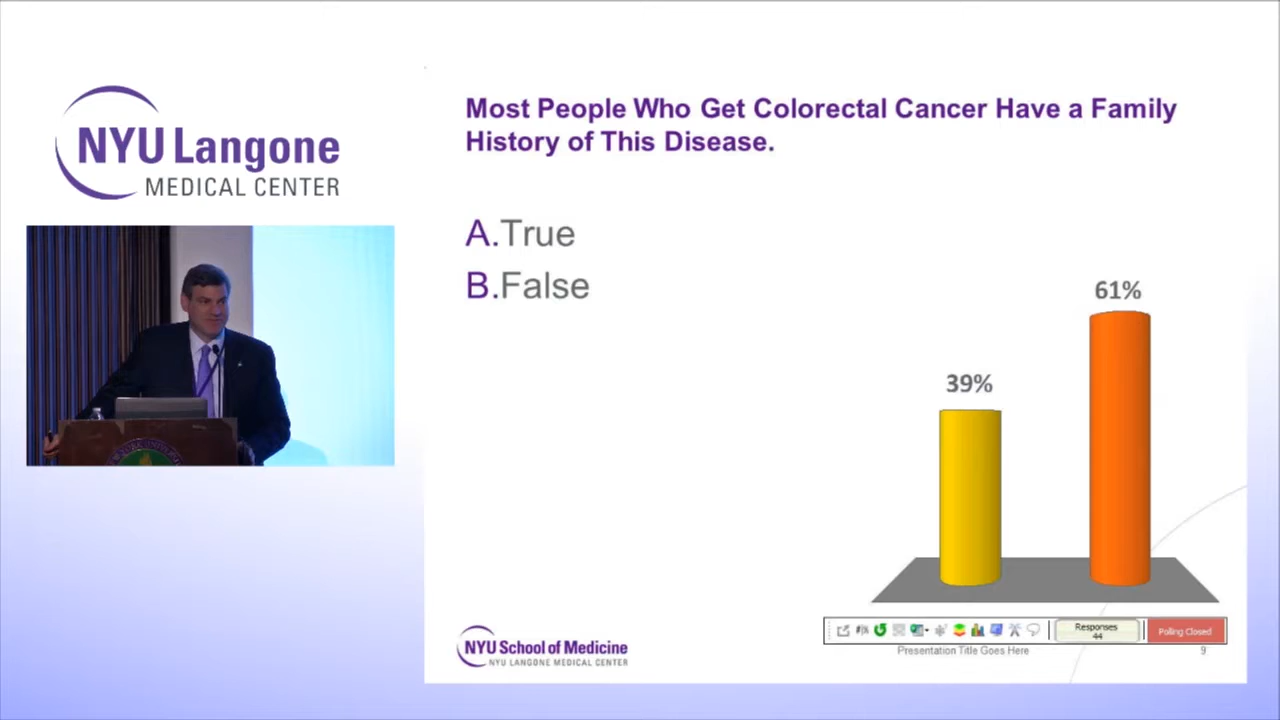 NYU Langone
MEDICAL CENTER
Most People Who Get Colorectal Cancer Have a Family
History of This Disease.
A.True
B.False
61%
39%
Responses
44
Polling Closed
NYU School of Medicine
NYU LANGONE MEDICAL CENTER
Presentation Title Goes Here
9